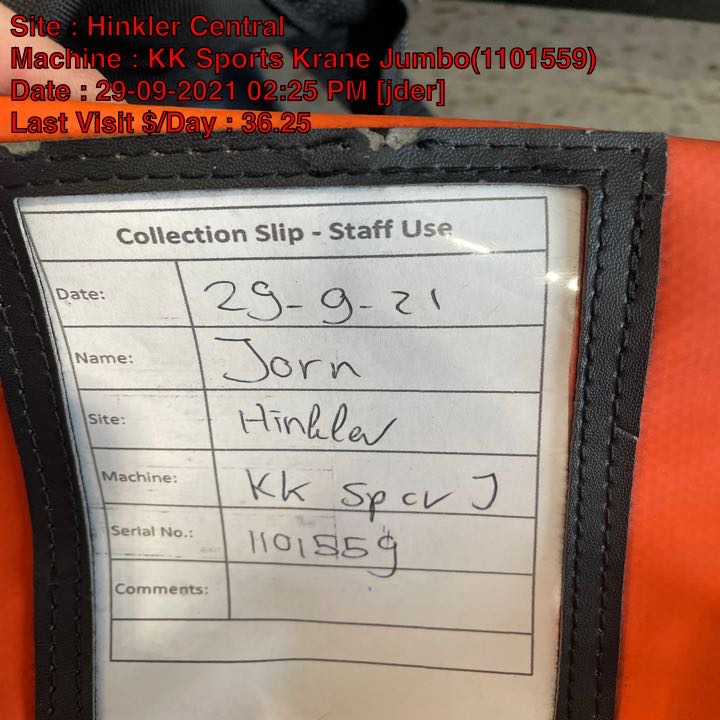 Site : Hinkler Central
Machine : KK Sports Krane Jumbo(1101559)
Date : 29-09-2021 02:25 PM [jder]
Last Visit $/Day : 36.25
Collection Slip - Staff Use
Date: 29-9-21
Name: Jorn
Site: Hinkler
Machine: KK Sp cr J
Serial No.: 1101559
Comments: